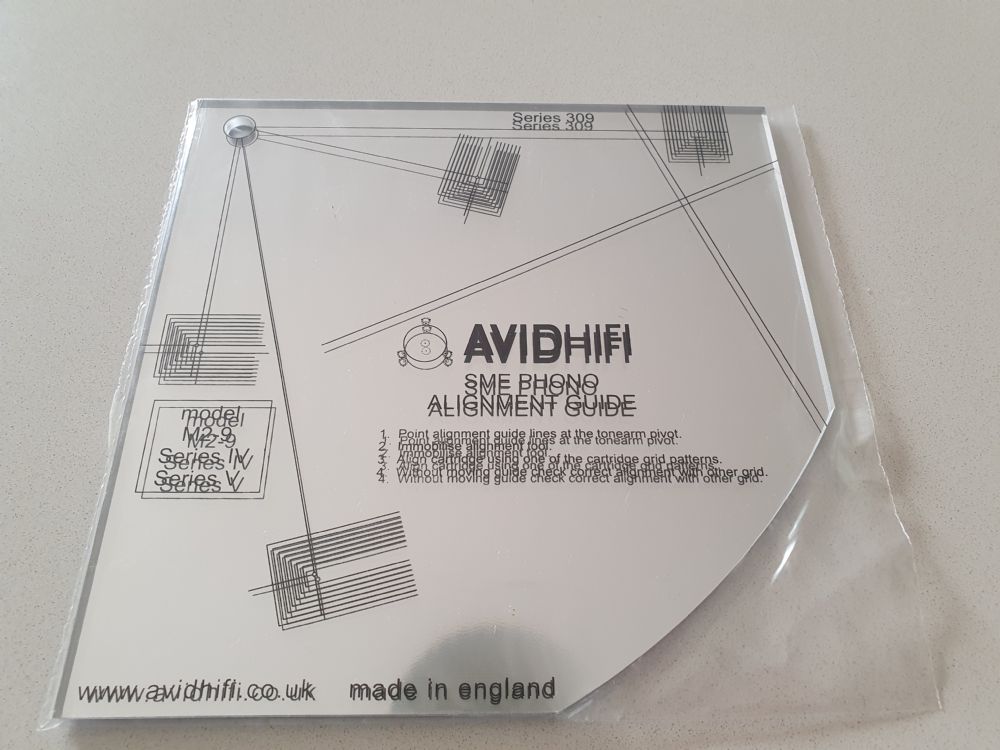 Series 309
AVIDHIFI
SME PHONO
ALIGNMENT GUIDE
1. Point alignment guide lines at the tonearm pivot.
2. Immobilise alignment tool.
3. Align cartridge using one of the cartridge grid patterns.
4. Without moving guide check correct alignment with other grid.
model
M2-9
Series IV
Series V
www.avidhifi.co.uk made in england